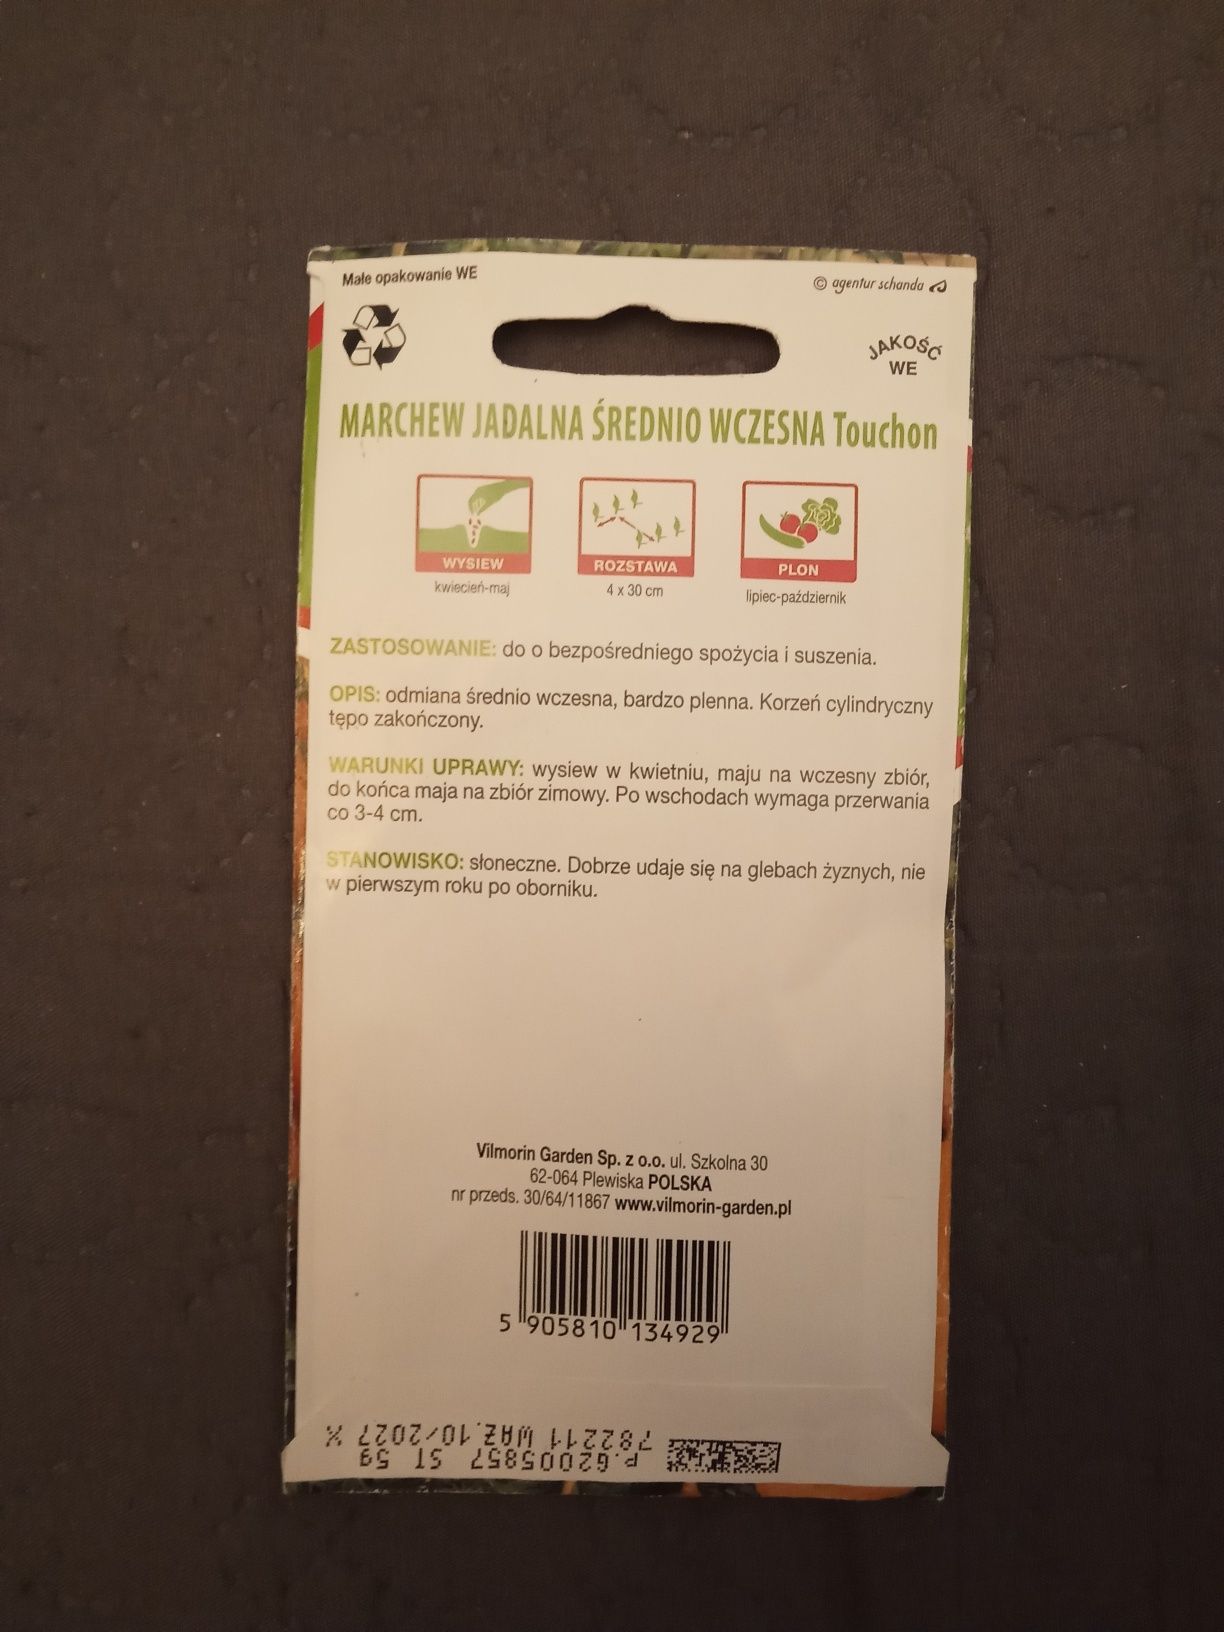 Małe opakowanie WE
© agentur schanda
JAKOŚĆ
WE
MARCHEW JADALNA ŚREDNIO WCZESNA Touchon
WYSIEW
kwiecień-maj
ROZSTAWA
4 x 30 cm
PLON
lipiec-październik
ZASTOSOWANIE: do o bezpośredniego spożycia i suszenia.
OPIS: odmiana średnio wczesna, bardzo plenna. Korzeń cylindryczny
tępo zakończony.
WARUNKI UPRAWY: wysiew w kwietniu, maju na wczesny zbiór,
do końca maja na zbiór zimowy. Po wschodach wymaga przerwania
co 3-4 cm.
STANOWISKO: słoneczne. Dobrze udaje się na glebach żyznych, nie
w pierwszym roku po oborniku.
Vilmorin Garden Sp. z o.o. ul. Szkolna 30
62-064 Plewiska POLSKA
nr przeds. 30/64/11867 www.vilmorin-garden.pl
5 905810 134929
P.62005857 ST 5g
782211 WAŻ.10/2027 X